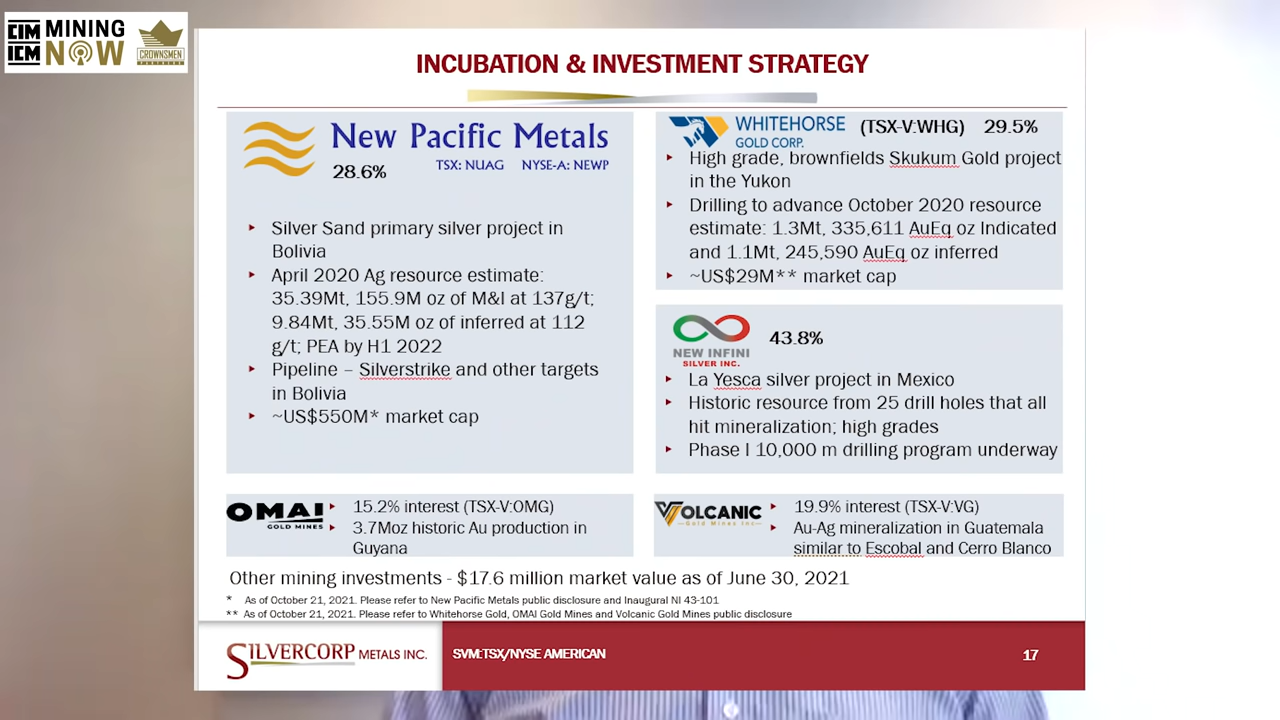 CIM MINING
ICM NOW
CROWNSMEN
PARTNERS
INCUBATION & INVESTMENT STRATEGY
New Pacific Metals
TSX: NUAG NYSE-A: NEWP
28.6%
▸ Silver Sand primary silver project in
Bolivia
▸ April 2020 Ag resource estimate:
35.39Mt, 155.9M oz of M&I at 137g/t;
9.84Mt, 35.55M oz of inferred at 112
g/t; PEA by H1 2022
▸ Pipeline – Silverstrike and other targets
in Bolivia
▸ ~US$550M* market cap
WHITEHORSE (TSX-V:WHG) 29.5%
GOLD CORP.
▸ High grade, brownfields Skukum Gold project
in the Yukon
▸ Drilling to advance October 2020 resource
estimate: 1.3Mt, 335,611 AuEq oz Indicated
and 1.1Mt, 245,590 AuEq oz inferred
▸ ~US$29M** market cap
43.8%
NEW INFINI
SILVER INC.
▸ La Yesca silver project in Mexico
▸ Historic resource from 25 drill holes that all
hit mineralization; high grades
▸ Phase I 10,000 m drilling program underway
OMAI
GOLD MINES
▸ 15.2% interest (TSX-V:OMG)
▸ 3.7Moz historic Au production in
Guyana
VOLCANIC
Gold Mines Inc
▸ 19.9% interest (TSX-V:VG)
▸ Au-Ag mineralization in Guatemala
similar to Escobal and Cerro Blanco
Other mining investments - $17.6 million market value as of June 30, 2021
* As of October 21, 2021. Please refer to New Pacific Metals public disclosure and Inaugural NI 43-101
** As of October 21, 2021. Please refer to Whitehorse Gold, OMAI Gold Mines and Volcanic Gold Mines public disclosure
SILVERCORP METALS INC.
SVM:TSX/NYSE AMERICAN
17